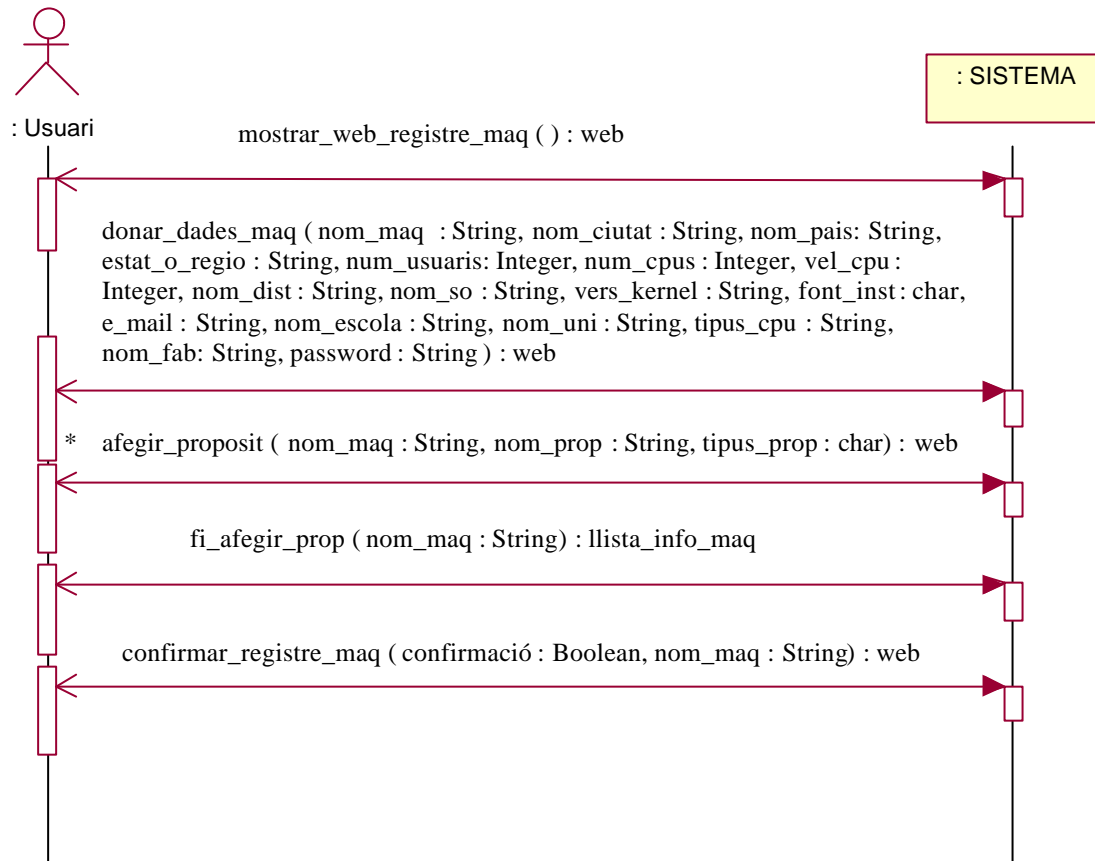 : SISTEMA
: Usuari
mostrar_web_registre_maq ( ) : web
donar_dades_maq ( nom_maq : String, nom_ciutat : String, nom_pais: String,
estat_o_regio : String, num_usuaris: Integer, num_cpus : Integer, vel_cpu :
Integer, nom_dist : String, nom_so : String, vers_kernel : String, font_inst : char,
e_mail : String, nom_escola : String, nom_uni : String, tipus_cpu : String,
nom_fab: String, password : String ) : web
* afegir_proposit ( nom_maq : String, nom_prop : String, tipus_prop : char) : web
fi_afegir_prop ( nom_maq : String) : llista_info_maq
confirmar_registre_maq ( confirmació : Boolean, nom_maq : String) : web